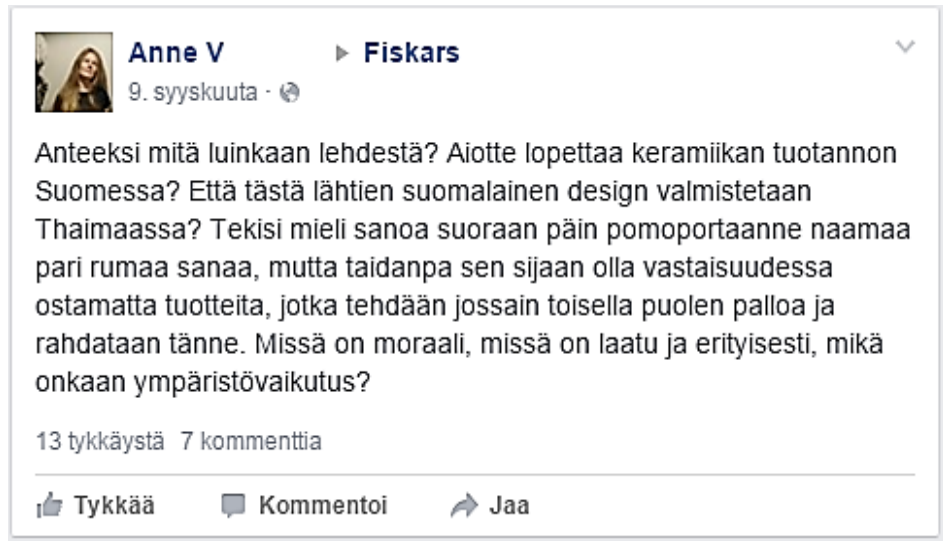 Anne V ▶ Fiskars
9. syyskuuta ·
Anteeksi mitä luinkaan lehdestä? Aiotte lopettaa keramiikan tuotannon
Suomessa? Että tästä lähtien suomalainen design valmistetaan
Thaimaassa? Tekisi mieli sanoa suoraan päin pomoportaanne naamaa
pari rumaa sanaa, mutta taidanpa sen sijaan olla vastaisuudessa
ostamatta tuotteita, jotka tehdään jossain toisella puolen palloa ja
rahdataan tänne. Missä on moraali, missä on laatu ja erityisesti, mikä
onkaan ympäristövaikutus?
13 tykkäystä 7 kommenttia
Tykkää Kommentoi Jaa